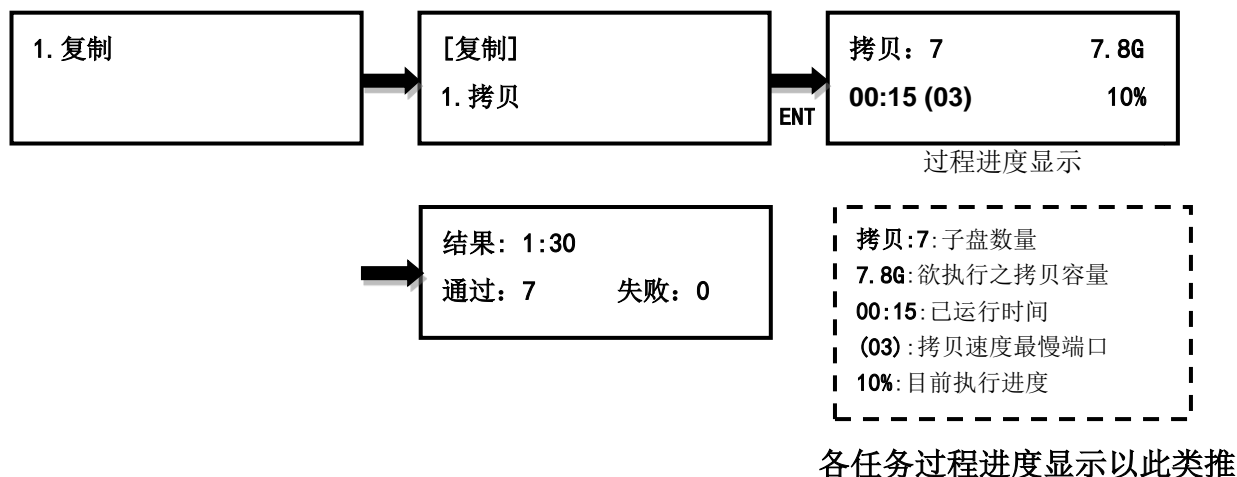 1.复制
[复制]
1.拷贝
ENT
拷贝：7 7.8G
00:15 (03) 10%
过程进度显示
结果: 1:30
通过：7 失败：0
拷贝:7:子盘数量
7.8G:欲执行之拷贝容量
00:15:已运行时间
(03):拷贝速度最慢端口
10%:目前执行进度
各任务过程进度显示以此类推